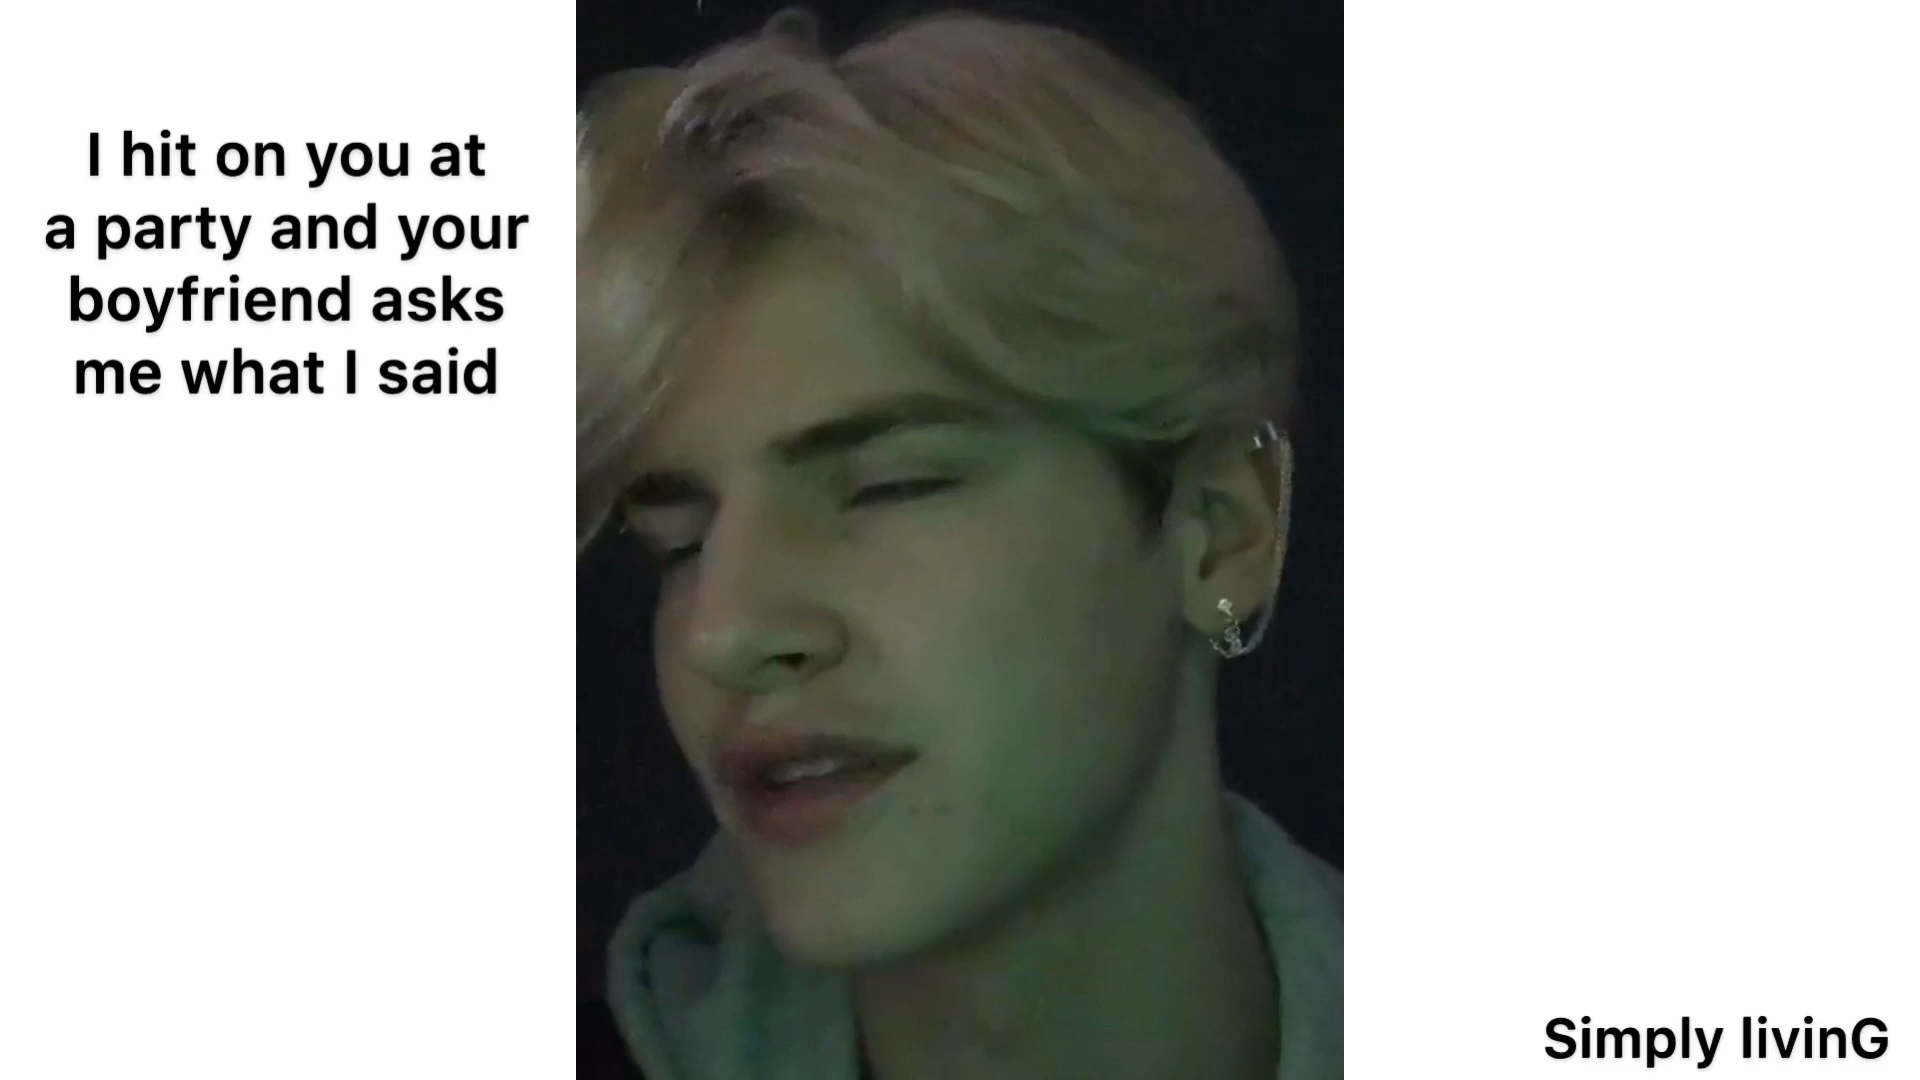 I hit on you at
a party and your
boyfriend asks
me what I said
Simply livinG